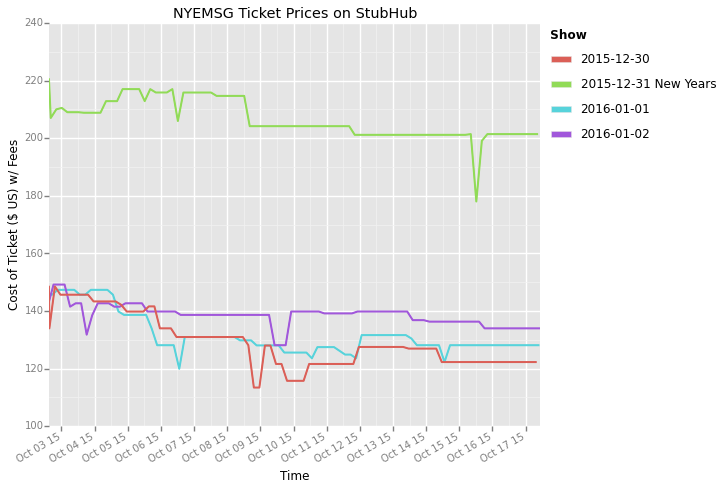 NYEMSG Ticket Prices on StubHub
Cost of Ticket ($ US) w/ Fees
240
220
200
180
160
140
120
100
Oct 03 15
Oct 04 15
Oct 05 15
Oct 06 15
Oct 07 15
Oct 08 15
Oct 09 15
Oct 10 15
Oct 11 15
Oct 12 15
Oct 13 15
Oct 14 15
Oct 15 15
Oct 16 15
Oct 17 15
Time
Show
2015-12-30
2015-12-31 New Years
2016-01-01
2016-01-02